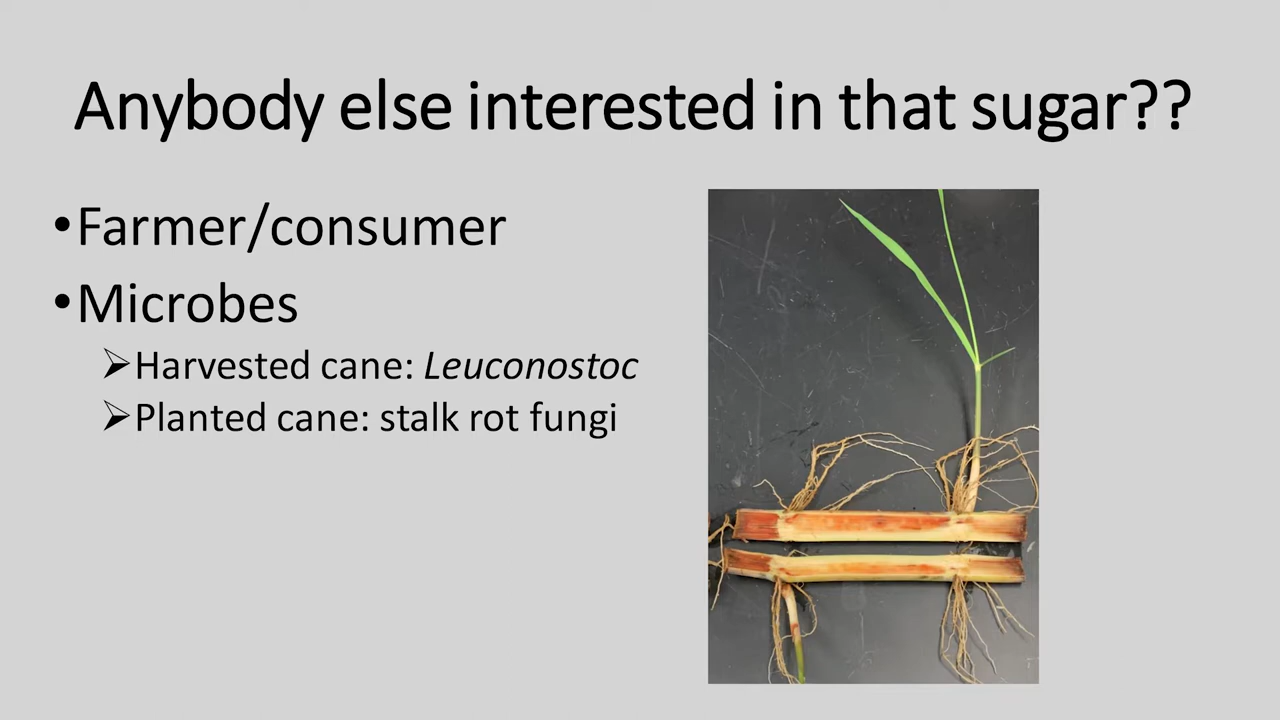 Anybody else interested in that sugar??
•Farmer/consumer
•Microbes
➢Harvested cane: Leuconostoc
➢Planted cane: stalk rot fungi